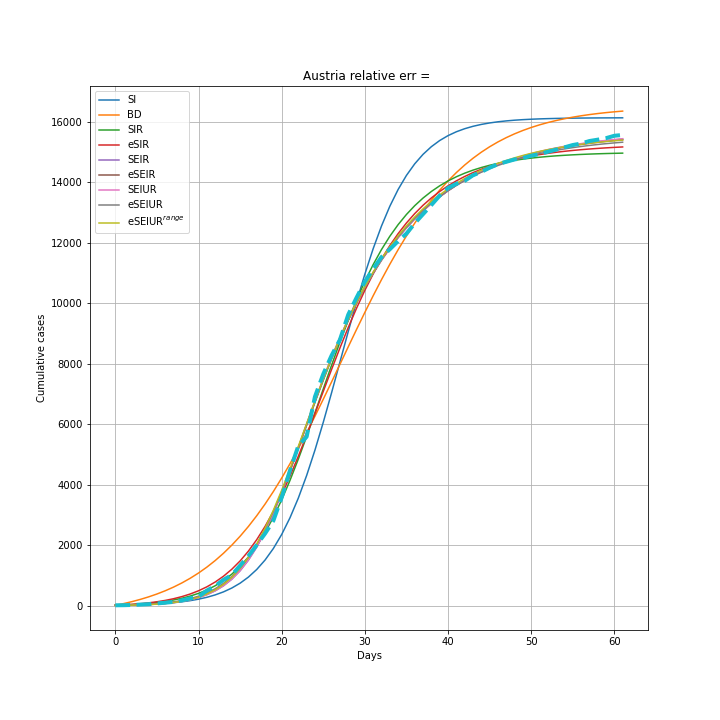 Austria relative err =
SI
BD
SIR
eSIR
SEIR
eSEIR
SEIUR
eSEIUR
eSEIUR^range
16000
14000
12000
10000
8000
6000
4000
2000
0
Cumulative cases
0 10 20 30 40 50 60
Days